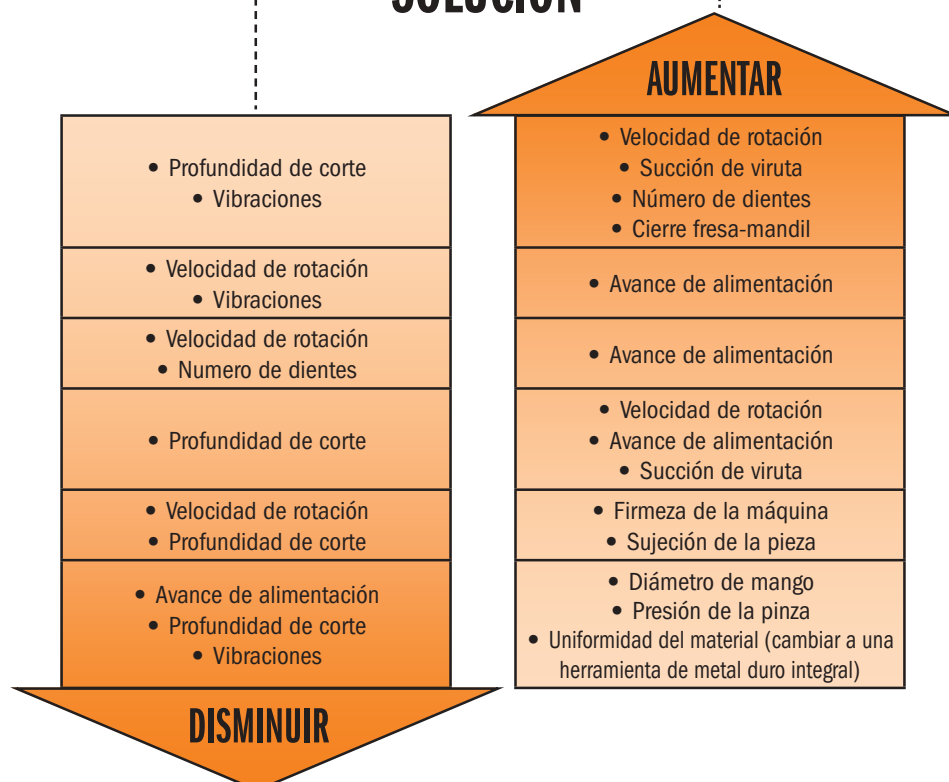 SOLUCIÓN
AUMENTAR
• Profundidad de corte
• Vibraciones
• Velocidad de rotación
• Succión de viruta
• Número de dientes
• Cierre fresa-mandil
• Velocidad de rotación
• Vibraciones
• Avance de alimentación
• Velocidad de rotación
• Numero de dientes
• Avance de alimentación
• Profundidad de corte
• Velocidad de rotación
• Avance de alimentación
• Succión de viruta
• Velocidad de rotación
• Profundidad de corte
• Firmeza de la máquina
• Sujeción de la pieza
• Avance de alimentación
• Profundidad de corte
• Vibraciones
• Diámetro de mango
• Presión de la pinza
• Uniformidad del material (cambiar a una
herramienta de metal duro integral)
DISMINUIR